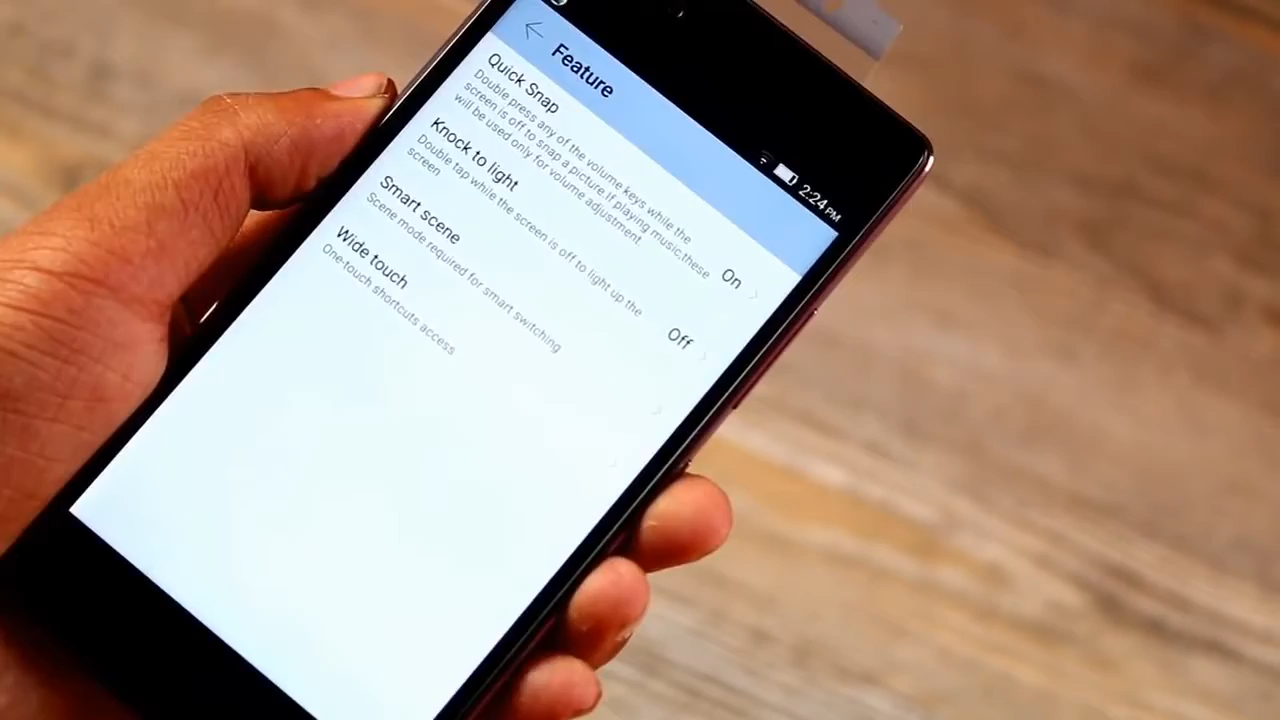 2:24 PM
Feature
Quick Snap
Double press any of the volume keys while the
screen is off to snap a picture.If playing music,these
will be used only for volume adjustment.
On
Knock to light
Double tap while the screen is off to light up the
screen
Off
Smart scene
Scene mode required for smart switching
Wide touch
One-touch shortcuts access